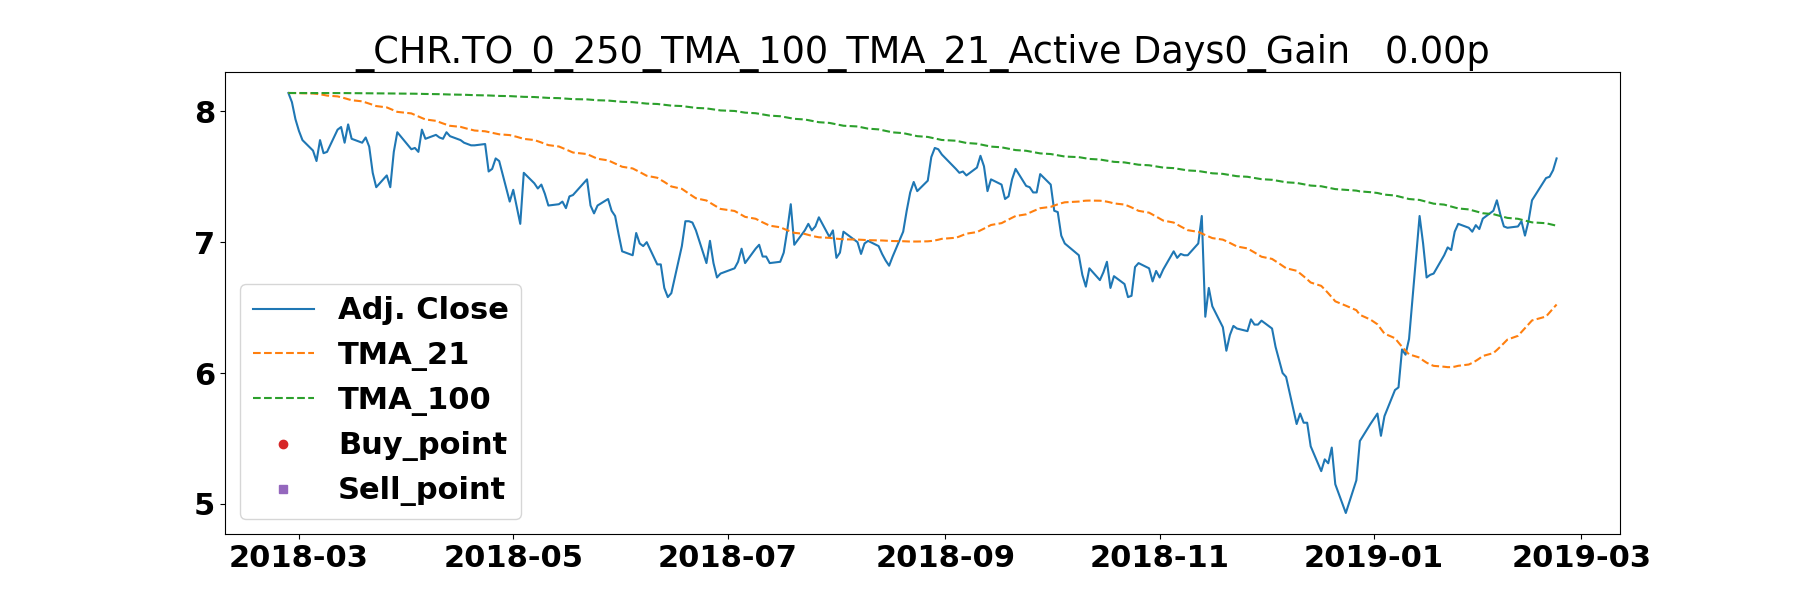 _CHR.TO_0_250_TMA_100_TMA_21_Active Days0_Gain   0.00p
8
7
6
5
Adj. Close
TMA_21
TMA_100
Buy_point
Sell_point
2018-03 2018-05 2018-07 2018-09 2018-11 2019-01 2019-03